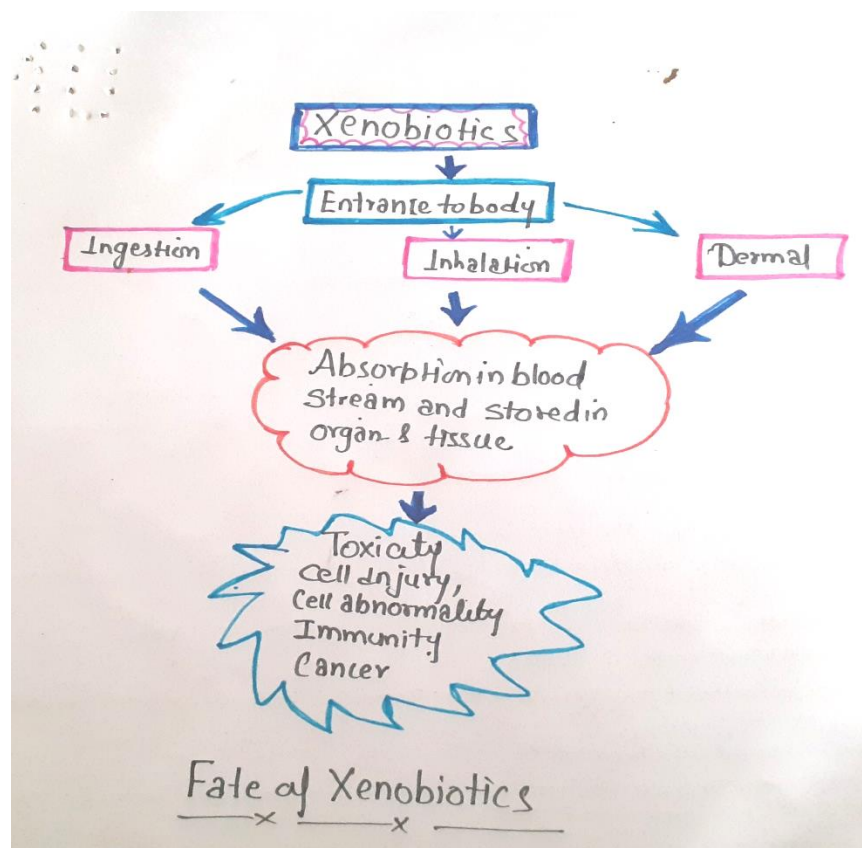 Xenobiotics
Entrance to body
Ingestion
Inhalation
Dermal
Absorption in blood
stream and stored in
organ & tissue
Toxicity
Cell Injury,
Cell abnormality
Immunity
Cancer
Fate of Xenobiotics